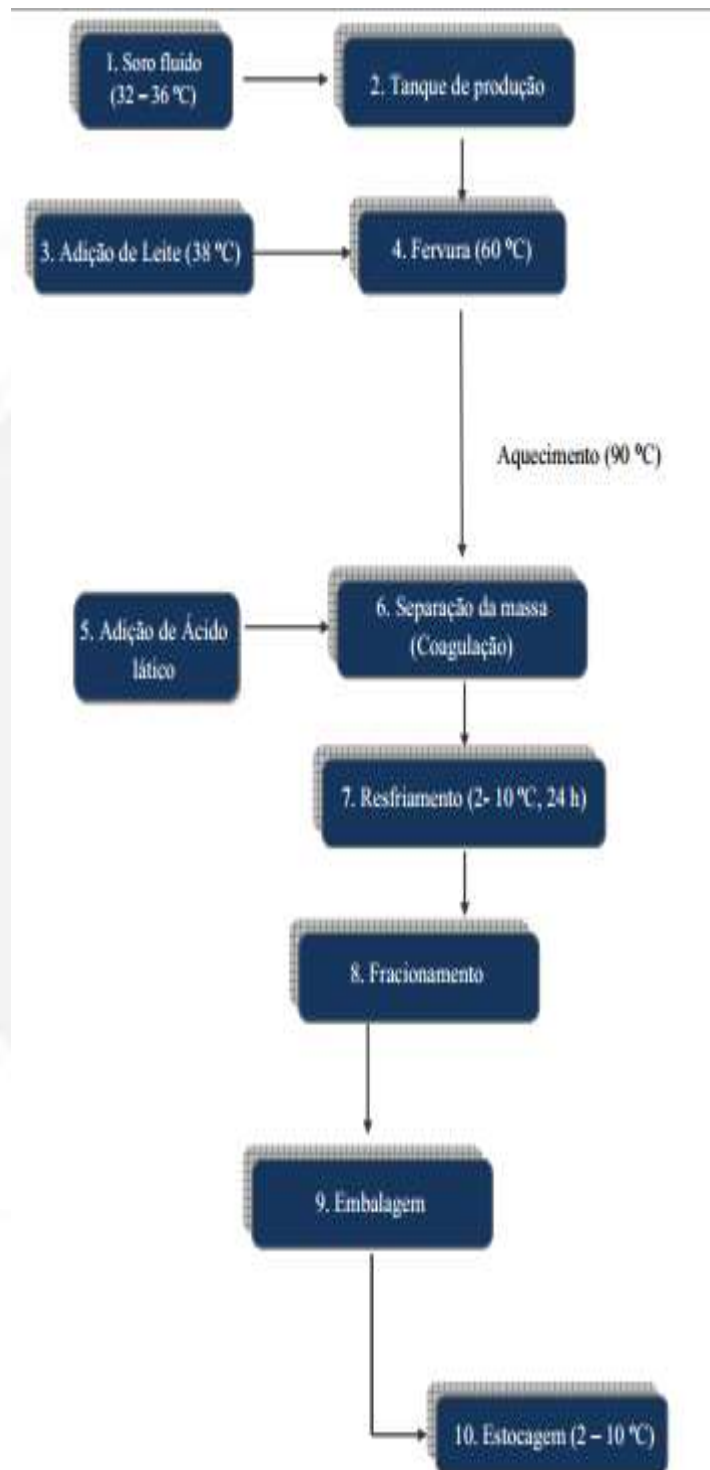 1. Soro fluido
(32 – 36 ºC)
2. Tanque de produção
3. Adição de Leite (38 ºC)
4. Fervura (60 ºC)
Aquecimento (90 ºC)
5. Adição de Ácido
lático
6. Separação da massa
(Coagulação)
7. Resfriamento (2- 10 ºC, 24 h)
8. Fracionamento
9. Embalagem
10. Estocagem (2 – 10 ºC)